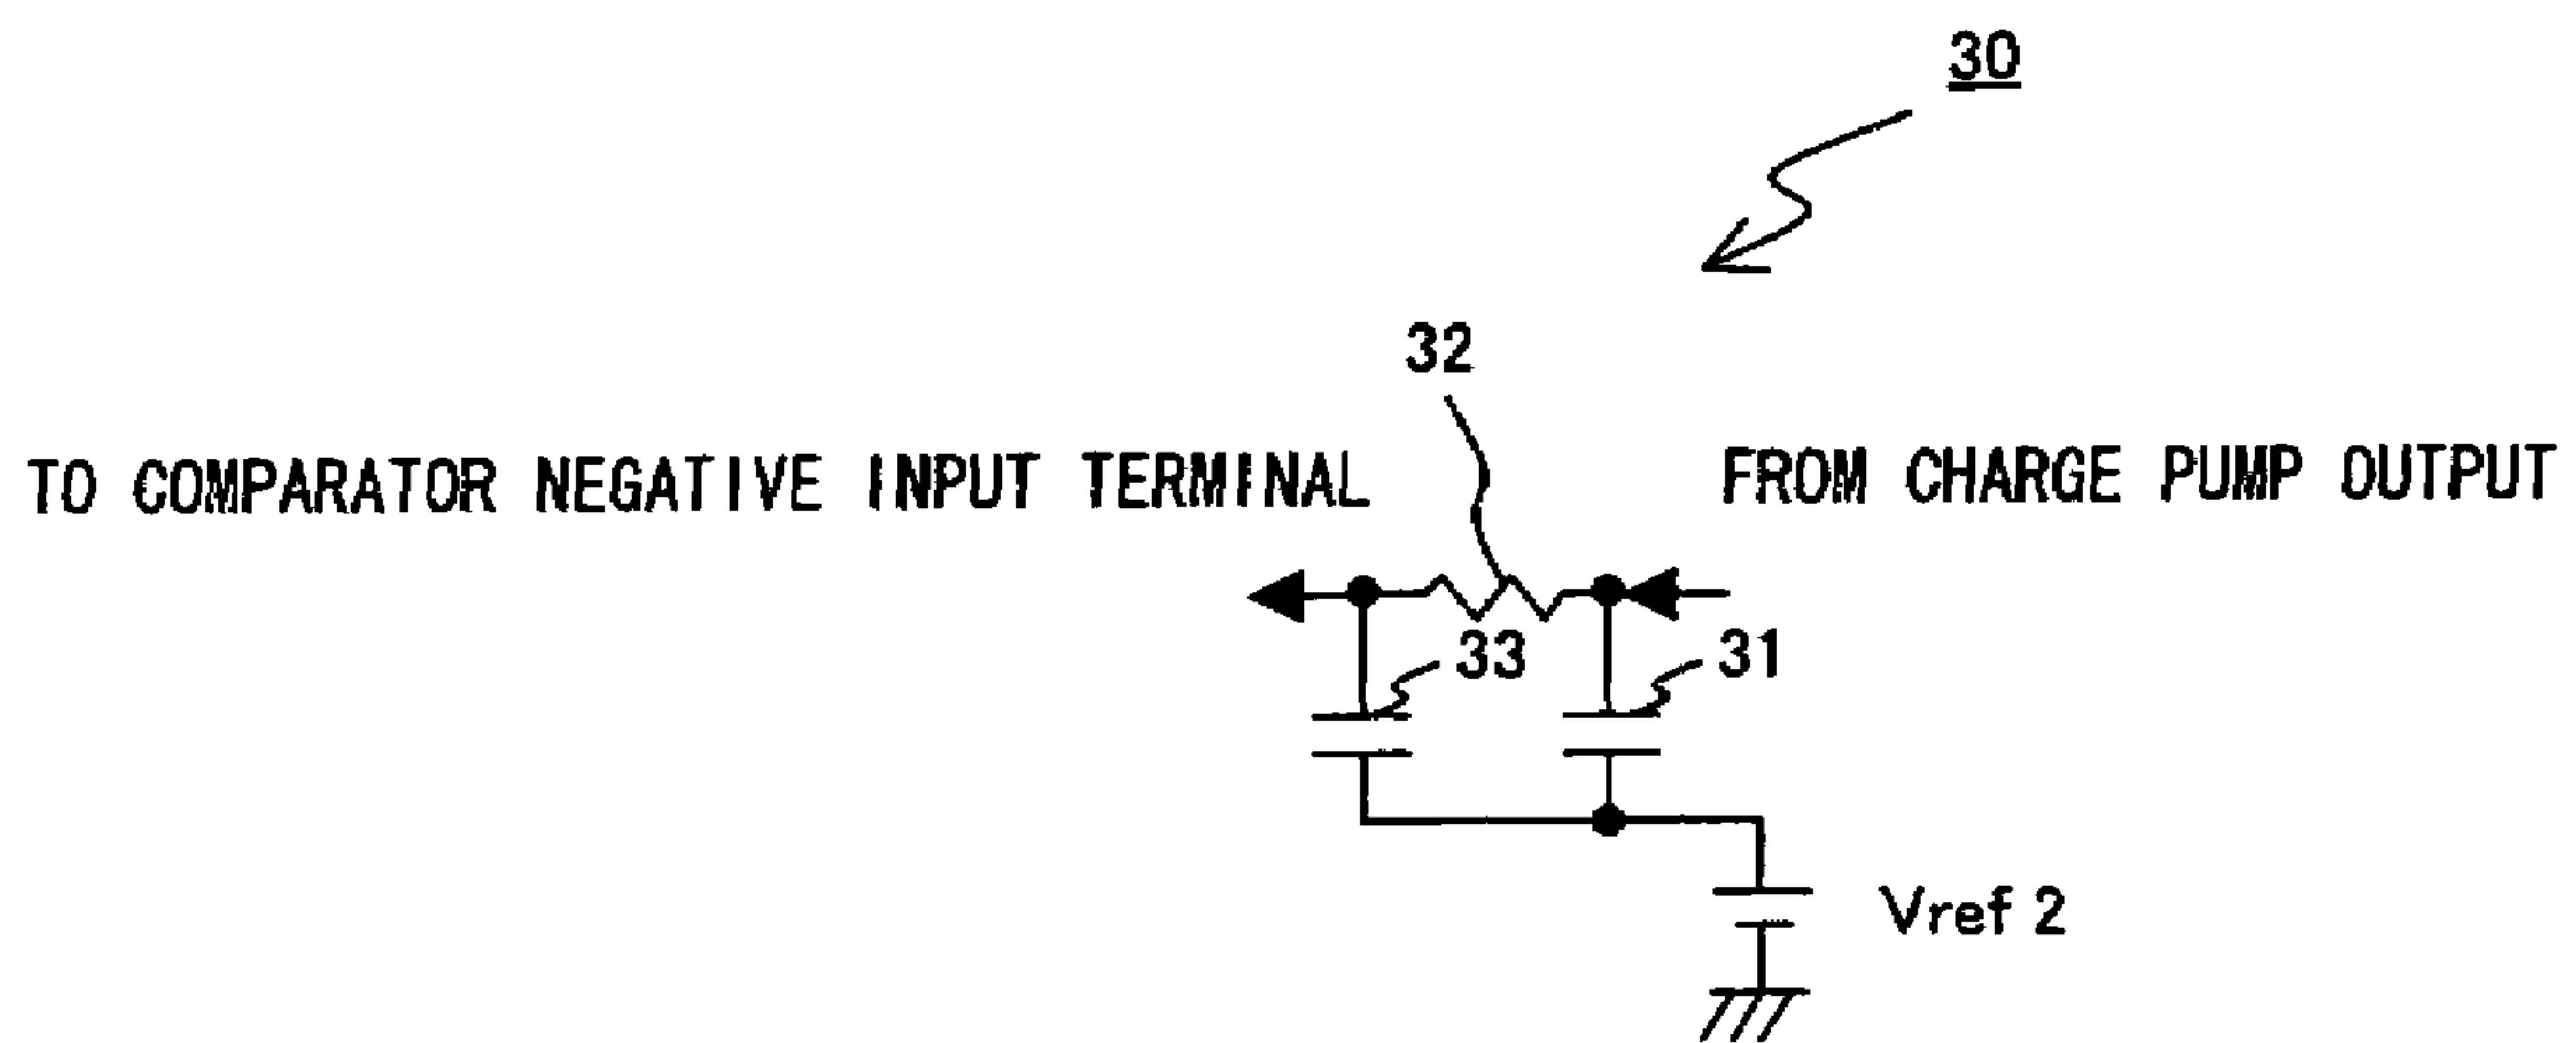 30
32
TO COMPARATOR NEGATIVE INPUT TERMINAL
FROM CHARGE PUMP OUTPUT
33
31
Vref 2